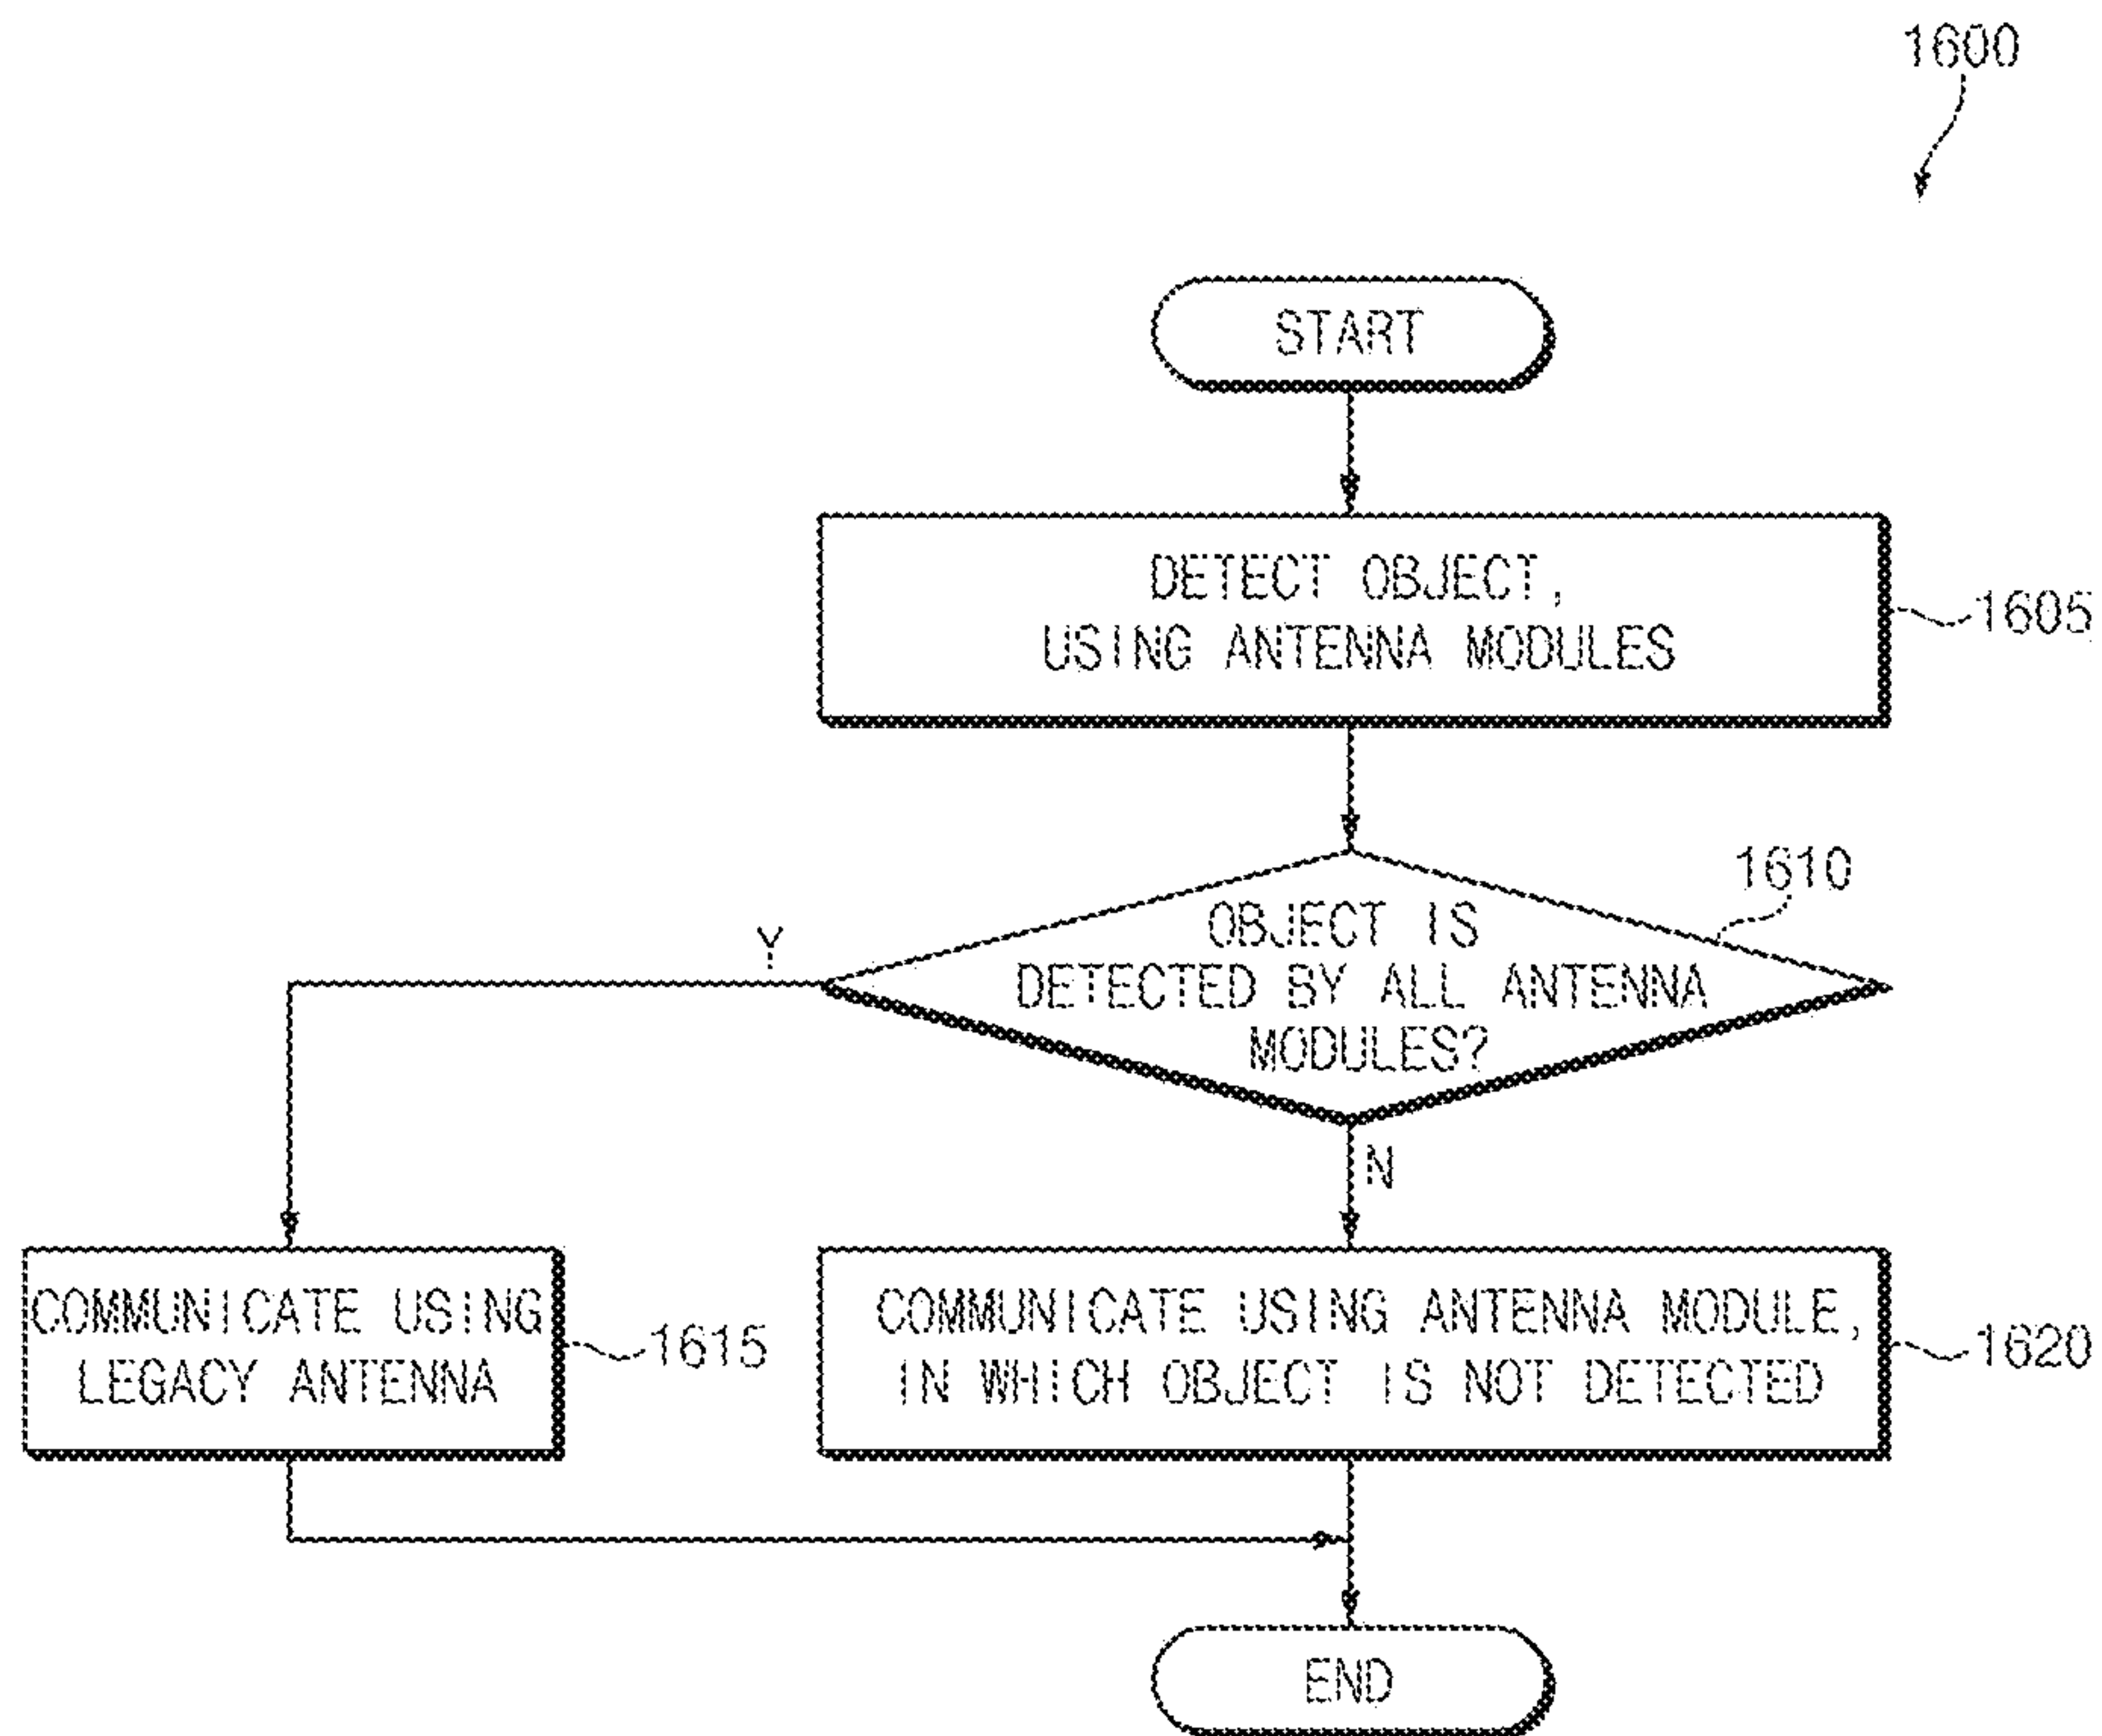 1600
START
DETECT OBJECT,
USING ANTENNA MODULES
1605
1610
OBJECT IS
DETECTED BY ALL ANTENNA
MODULES?
Y
N
COMMUNICATE USING
LEGACY ANTENNA
1615
COMMUNICATE USING ANTENNA MODULE,
IN WHICH OBJECT IS NOT DETECTED
1620
END